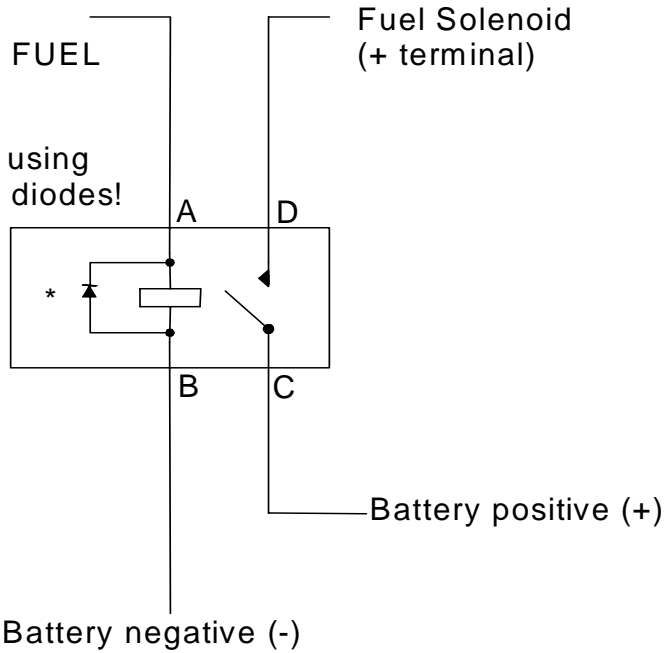 FUEL
Fuel Solenoid
(+ terminal)
using
diodes!
A
D
*
B
C
Battery positive (+)
Battery negative (-)